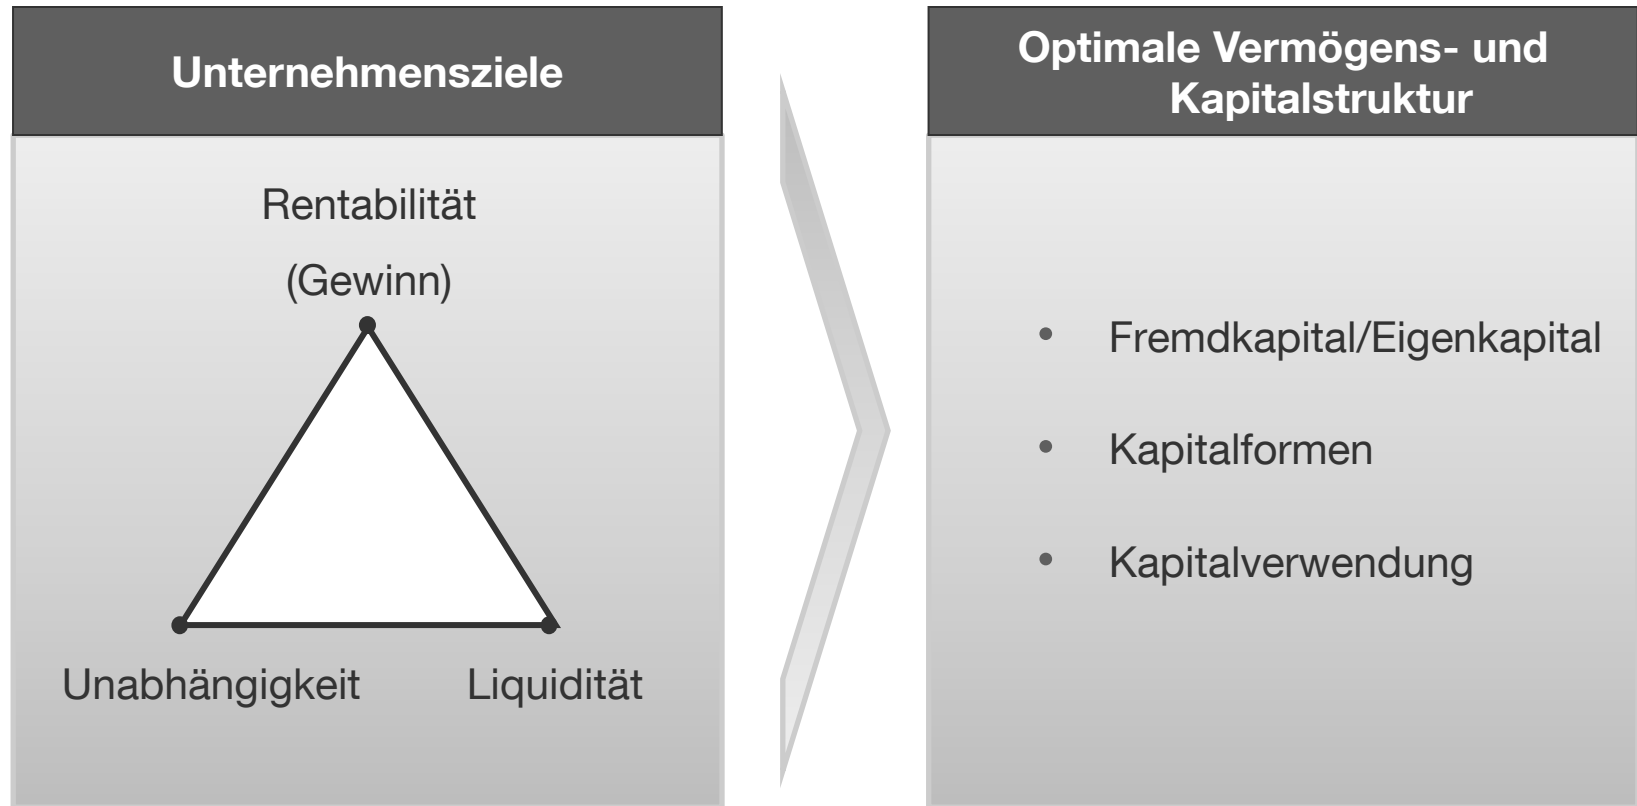 Unternehmensziele
Rentabilität
(Gewinn)
Unabhängigkeit
Liquidität
Optimale Vermögens- und
Kapitalstruktur
• Fremdkapital/Eigenkapital
• Kapitalformen
• Kapitalverwendung